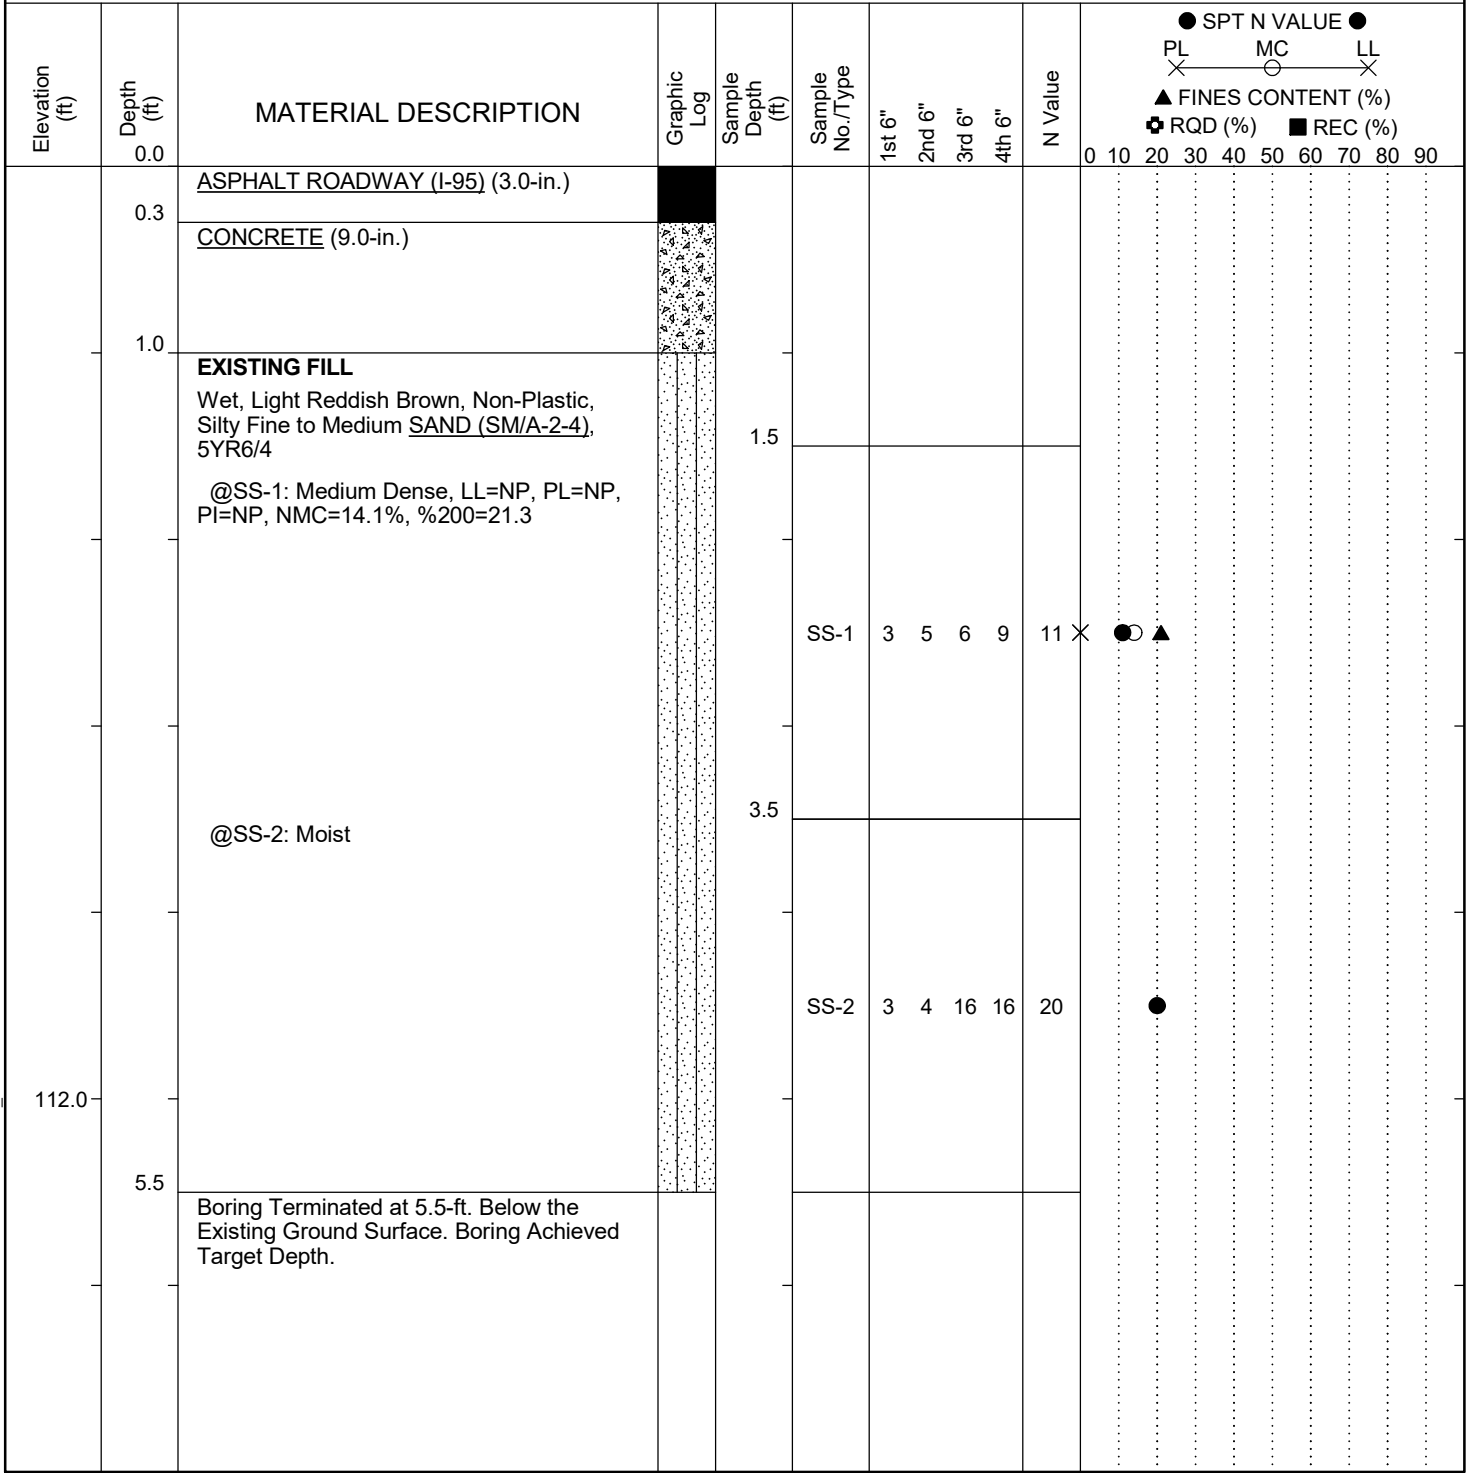 ● SPT N VALUE ●
PL MC LL
▲ FINES CONTENT (%)
RQD (%) ■ REC (%)
0 10 20 30 40 50 60 70 80 90
Elevation (ft)
Depth (ft)
0.0
MATERIAL DESCRIPTION
Graphic Log
Sample Depth (ft)
Sample No./Type
1st 6"
2nd 6"
3rd 6"
4th 6"
N Value
ASPHALT ROADWAY (I-95) (3.0-in.)
0.3
CONCRETE (9.0-in.)
1.0
EXISTING FILL
Wet, Light Reddish Brown, Non-Plastic,
Silty Fine to Medium SAND (SM/A-2-4),
5YR6/4
1.5
@SS-1: Medium Dense, LL=NP, PL=NP,
PI=NP, NMC=14.1%, %200=21.3
SS-1 3 5 6 9 11
3.5
@SS-2: Moist
SS-2 3 4 16 16 20
112.0
5.5
Boring Terminated at 5.5-ft. Below the
Existing Ground Surface. Boring Achieved
Target Depth.